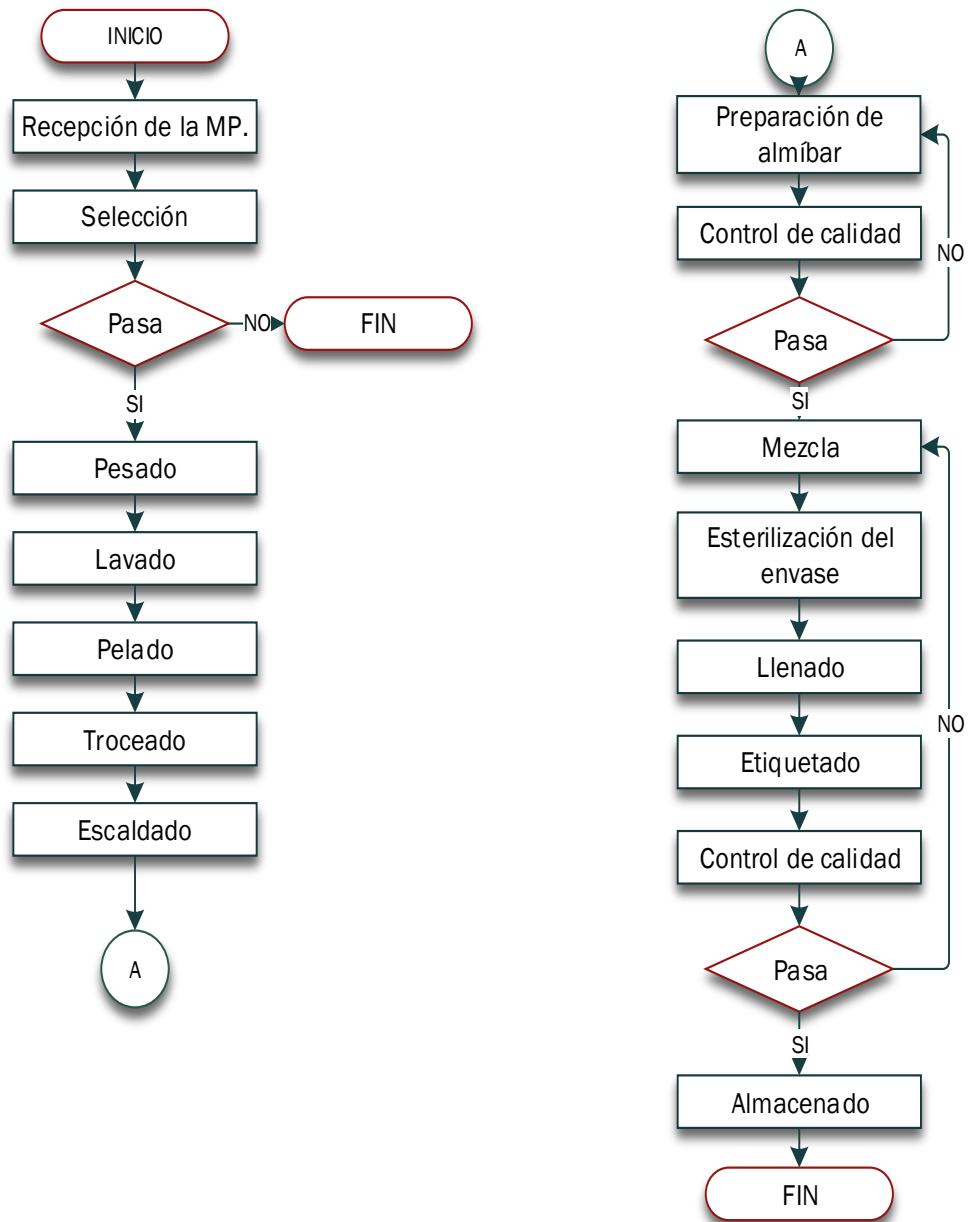 INICIO
Recepción de la MP.
Selección
Pasa
NO
FIN
SI
Pesado
Lavado
Pelado
Troceado
Escaldado
A
A
Preparación de
almíbar
Control de calidad
NO
Pasa
SI
Mezcla
Esterilización del
envase
Llenado
NO
Etiquetado
Control de calidad
Pasa
SI
Almacenado
FIN